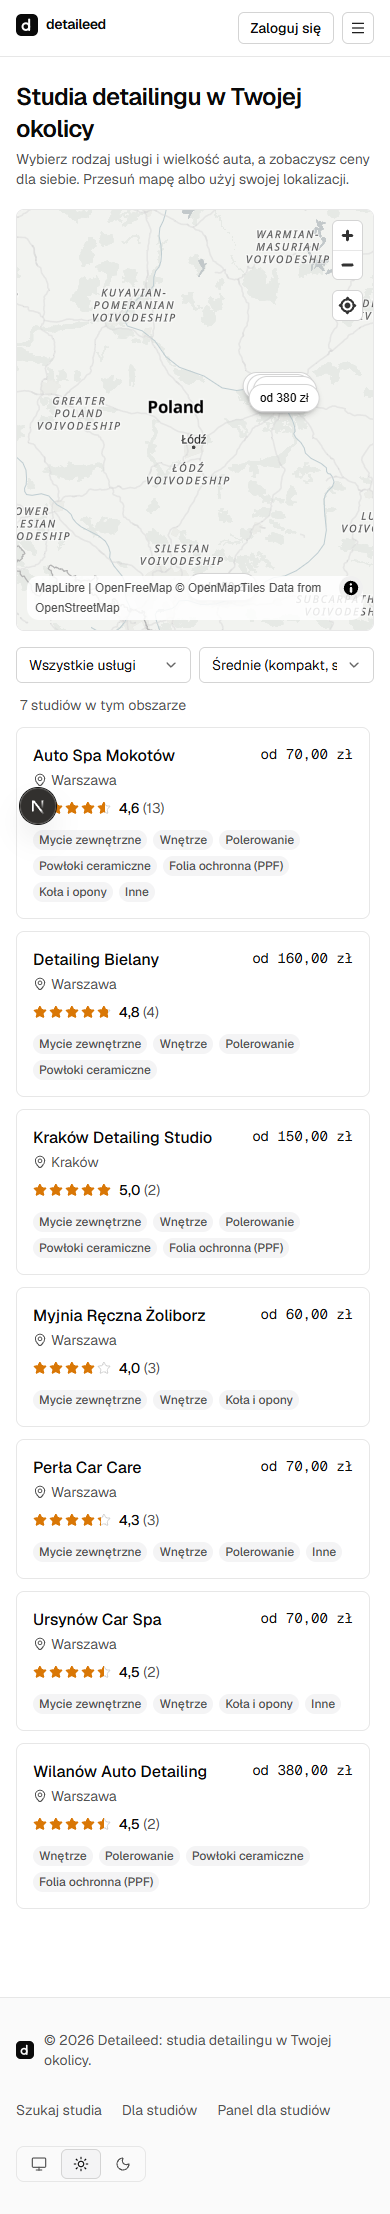 detaileed
Zaloguj się
Studia detailingu w Twojej
okolicy
Wybierz rodzaj usługi i wielkość auta, a zobaczysz ceny
dla siebie. Przesuń mapę albo użyj swojej lokalizacji.
WARMIAN-
MASURIAN
VOIVODESHIP
KUYAVIAN-
POMERANIAN
VOIVODESHIP
GREATER
POLAND
VOIVODESHIP
Poland
od 380 zł
Łódź
ŁÓDŹ
VOIVODESHIP
SILESIAN
VOIVODESHIP
MapLibre | OpenFreeMap © OpenMapTiles Data from
OpenStreetMap
Wszystkie usługi
Średnie (kompakt, s
7 studiów w tym obszarze
Auto Spa Mokotów
od 70,00 zł
Warszawa
N
4,6 (13)
Mycie zewnętrzne Wnętrze Polerowanie
Powłoki ceramiczne Folia ochronna (PPF)
Koła i opony Inne
Detailing Bielany
od 160,00 zł
Warszawa
4,8 (4)
Mycie zewnętrzne Wnętrze Polerowanie
Powłoki ceramiczne
Kraków Detailing Studio
od 150,00 zł
Kraków
5,0 (2)
Mycie zewnętrzne Wnętrze Polerowanie
Powłoki ceramiczne Folia ochronna (PPF)
Myjnia Ręczna Żoliborz
od 60,00 zł
Warszawa
4,0 (3)
Mycie zewnętrzne Wnętrze Koła i opony
Perła Car Care
od 70,00 zł
Warszawa
4,3 (3)
Mycie zewnętrzne Wnętrze Polerowanie Inne
Ursynów Car Spa
od 70,00 zł
Warszawa
4,5 (2)
Mycie zewnętrzne Wnętrze Koła i opony Inne
Wilanów Auto Detailing
od 380,00 zł
Warszawa
4,5 (2)
Wnętrze Polerowanie Powłoki ceramiczne
Folia ochronna (PPF)
© 2026 Detaileed: studia detailingu w Twojej
okolicy.
Szukaj studia Dla studiów Panel dla studiów